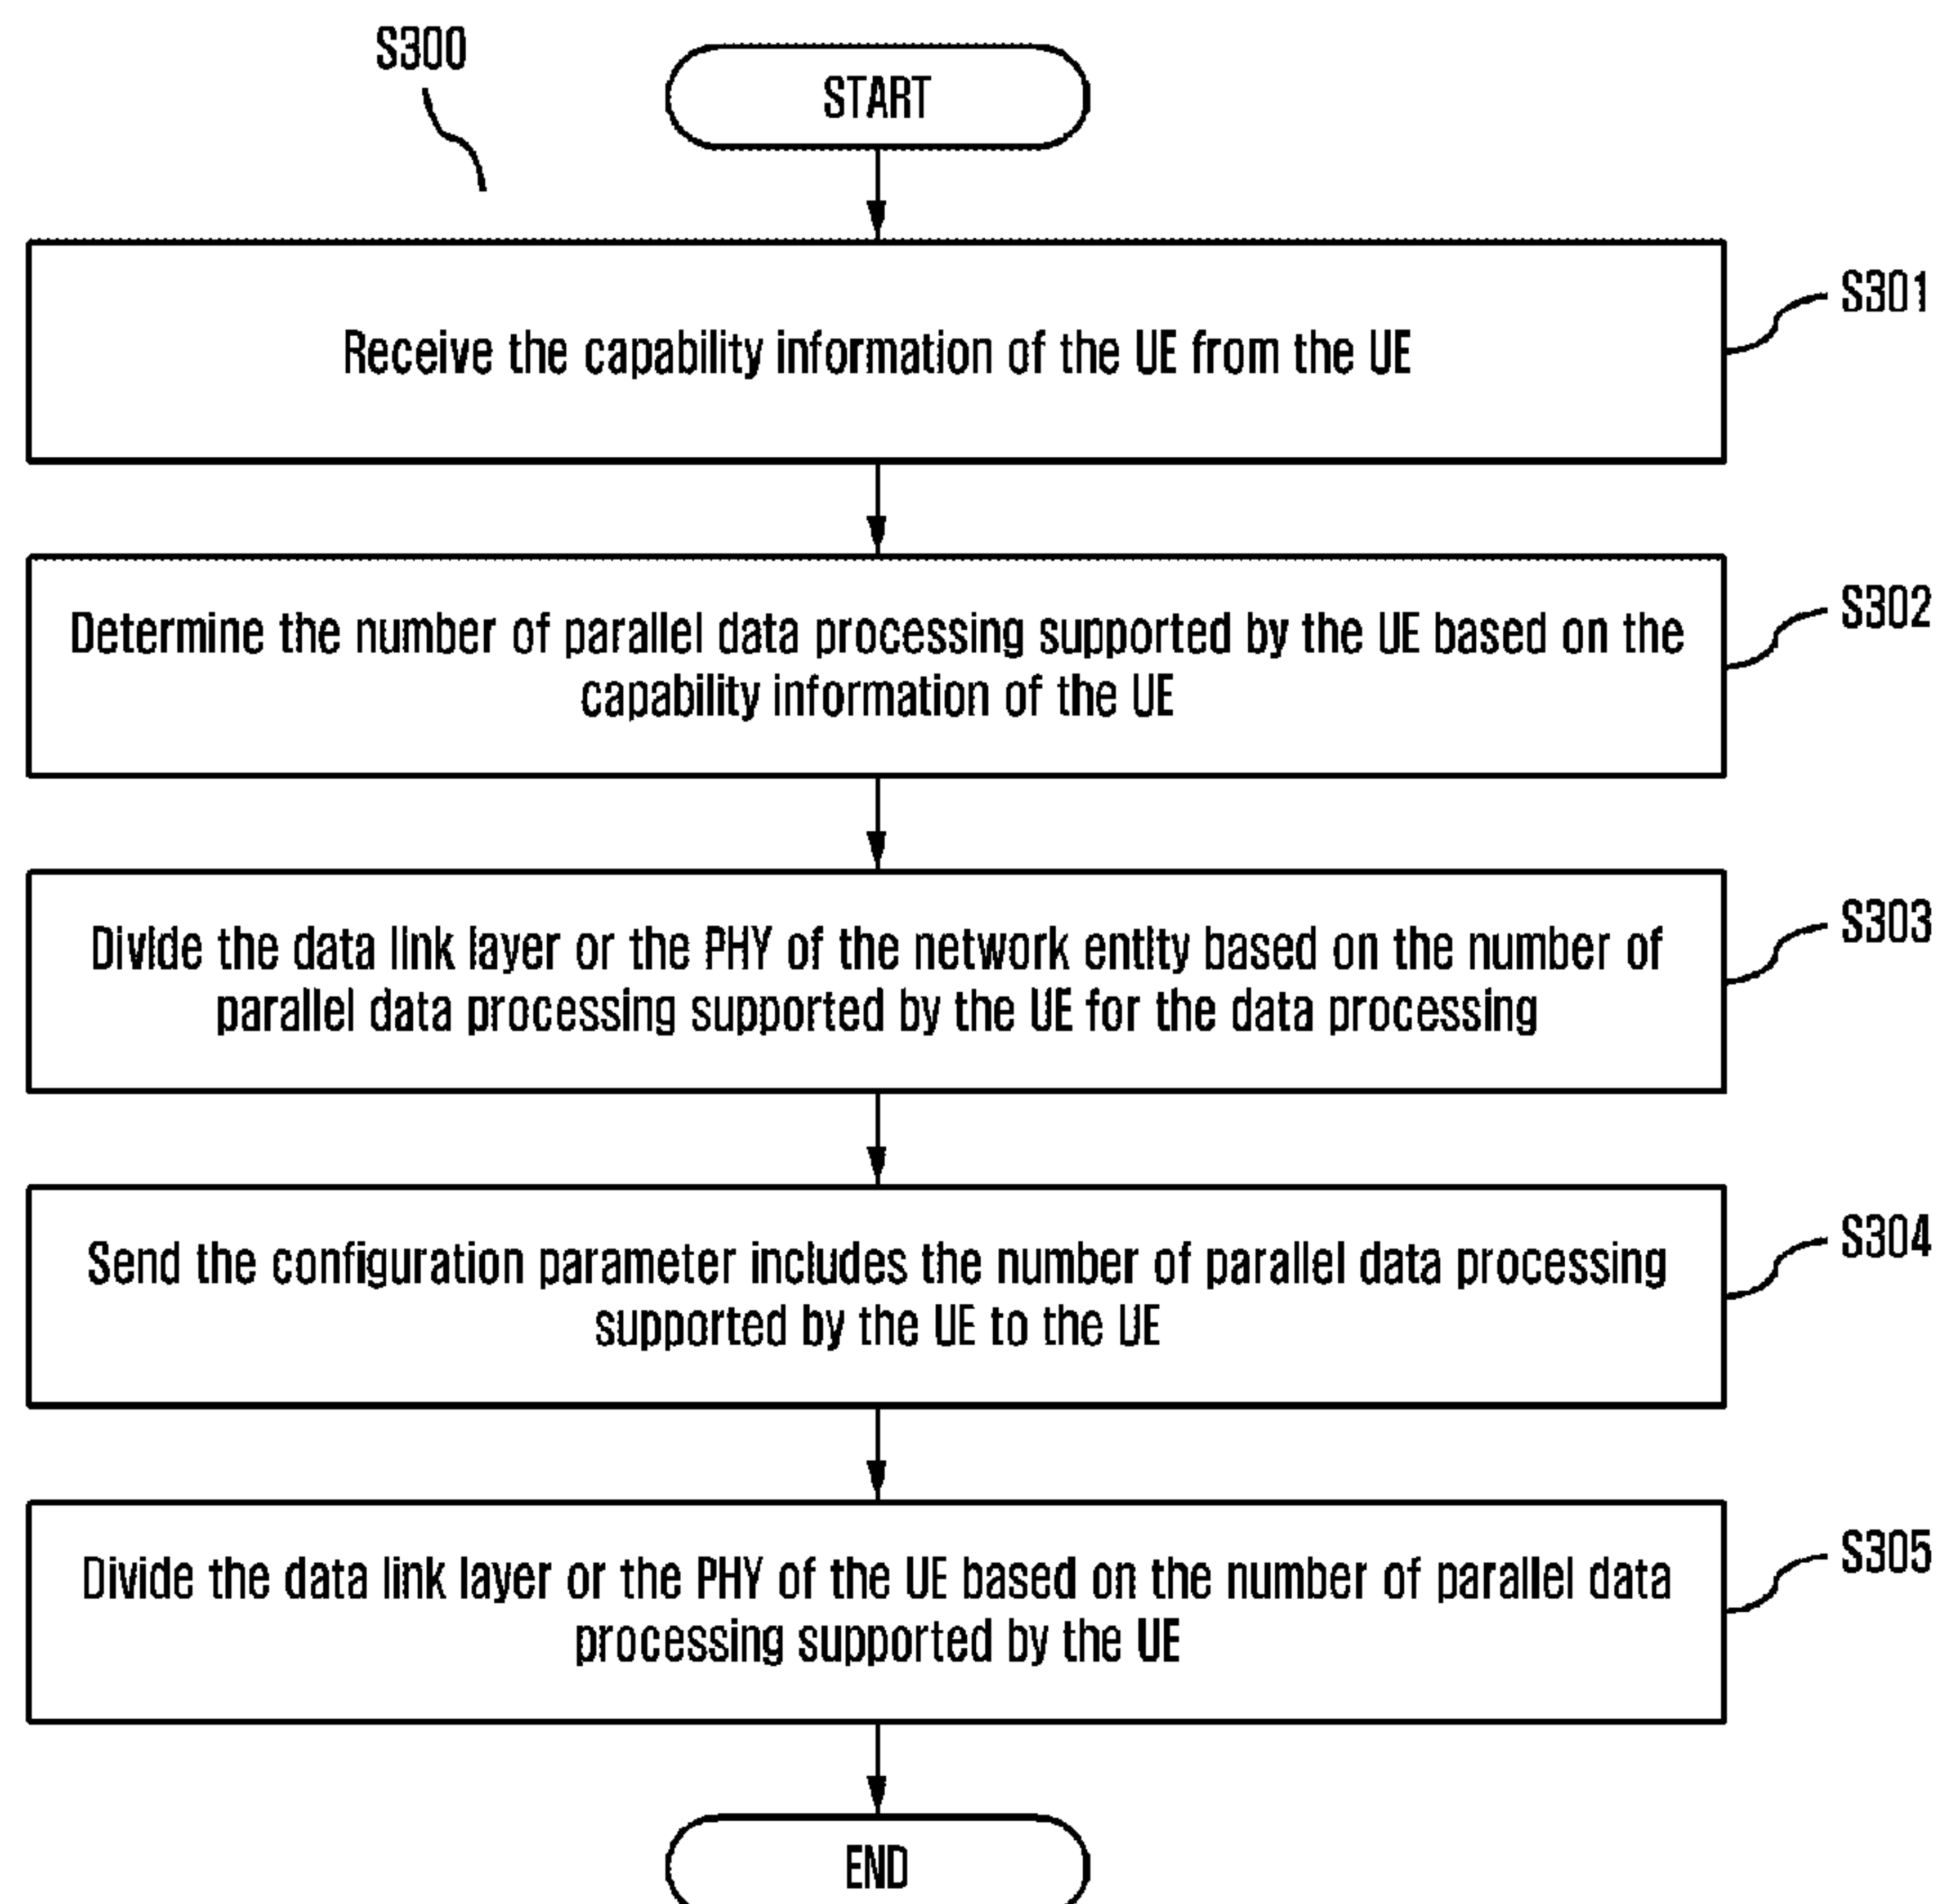 S300
START
Receive the capability information of the UE from the UE
S301
Determine the number of parallel data processing supported by the UE based on the
capability information of the UE
S302
Divide the data link layer or the PHY of the network entity based on the number of
parallel data processing supported by the UE for the data processing
S303
Send the configuration parameter includes the number of parallel data processing
supported by the UE to the UE
S304
Divide the data link layer or the PHY of the UE based on the number of parallel data
processing supported by the UE
S305
END